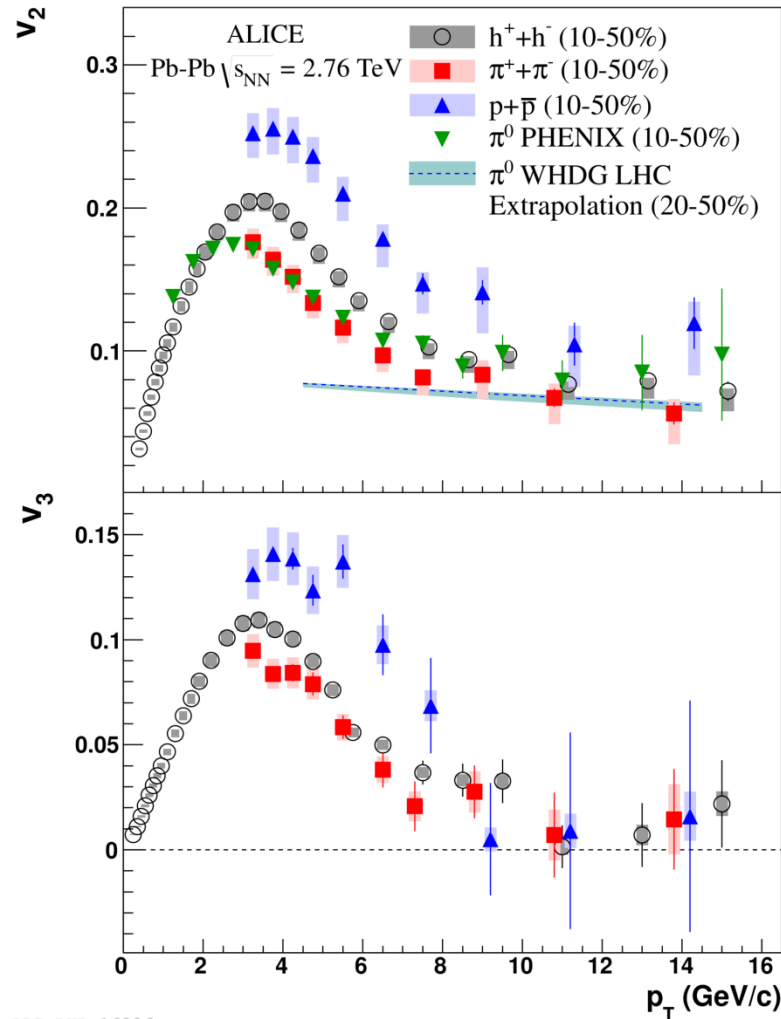 v₂
ALICE
Pb-Pb √s_NN = 2.76 TeV
h⁺+h⁻ (10-50%)
π⁺+π⁻ (10-50%)
p+p̅ (10-50%)
π⁰ PHENIX (10-50%)
π⁰ WHDG LHC
Extrapolation (20-50%)
0.3
0.2
0.1
v₃
0.15
0.1
0.05
0
0 2 4 6 8 10 12 14 16
p_T (GeV/c)